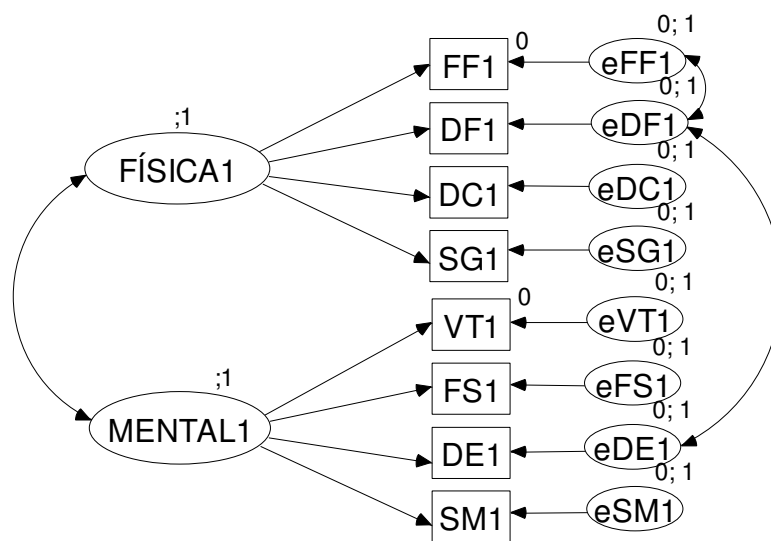 0; 1
0
FF1
eFF1
0; 1
;1
DF1
eDF1
0; 1
FÍSICA1
DC1
eDC1
0; 1
SG1
eSG1
0; 1
0
VT1
eVT1
0; 1
;1
FS1
eFS1
0; 1
MENTAL1
DE1
eDE1
0; 1
SM1
eSM1